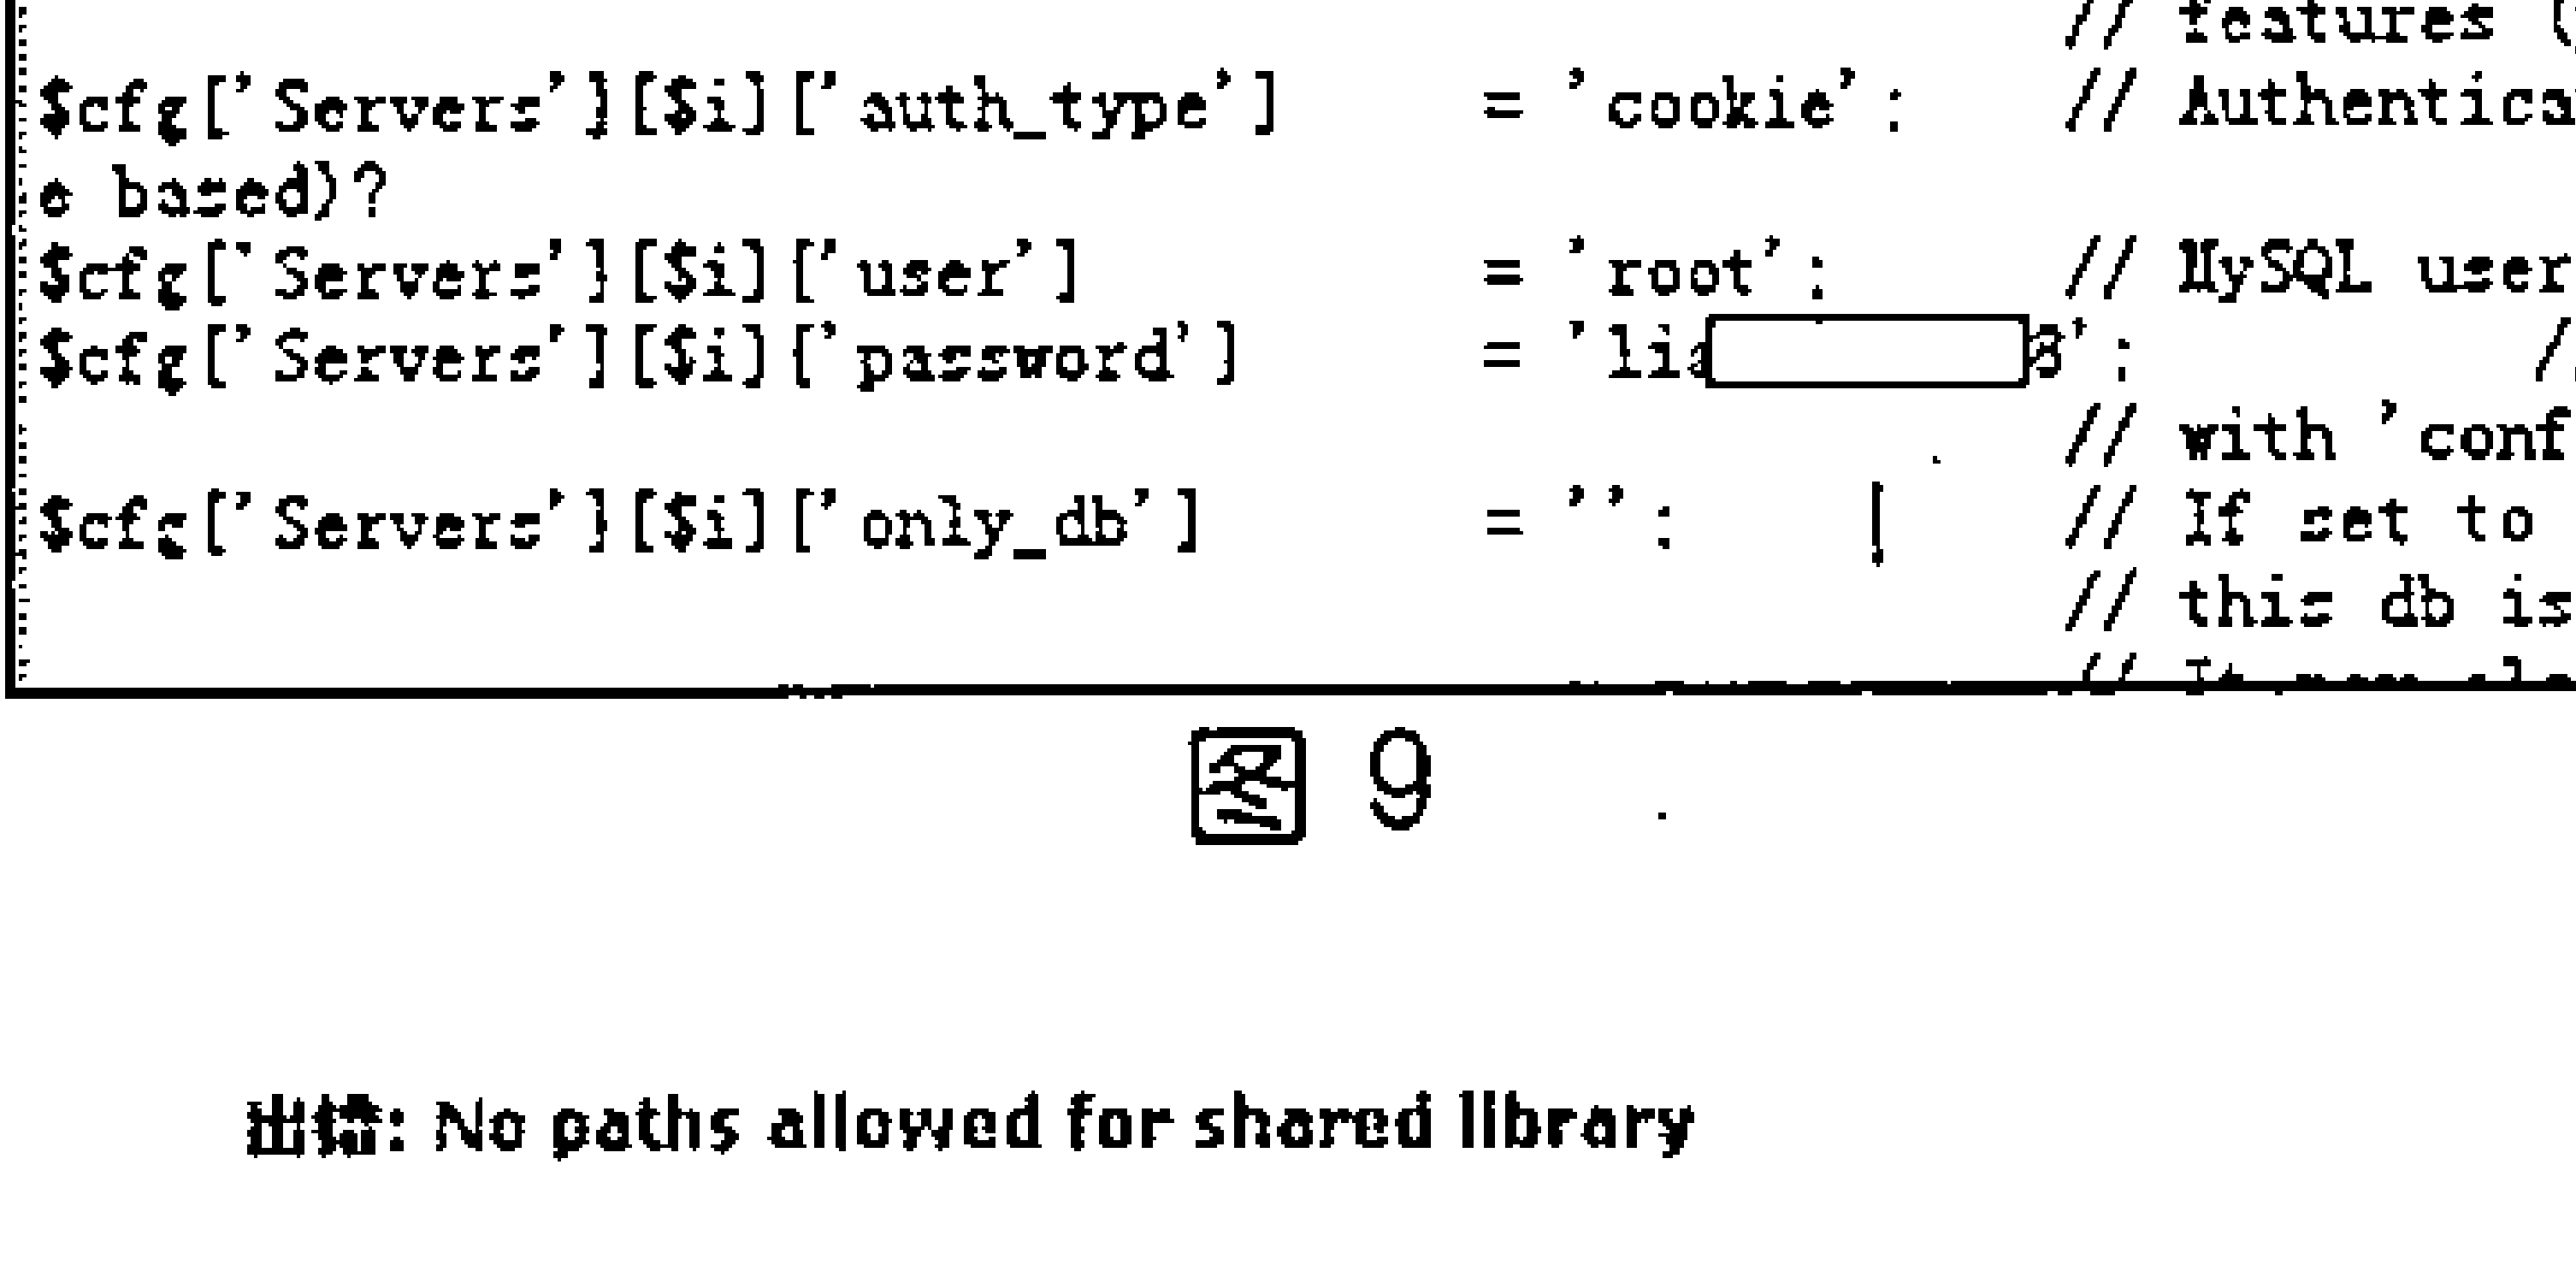 // features (
$cfg['Servers'][$i]['auth_type'] = 'cookie'; // Authentica
e based)?
$cfg['Servers'][$i]['user'] = 'root'; // MySQL user
$cfg['Servers'][$i]['password'] = 'lia 3'; /
// with 'conf
$cfg['Servers'][$i]['only_db'] = ''; // If set to
// this db is
图 9
出错: No paths allowed for shared library